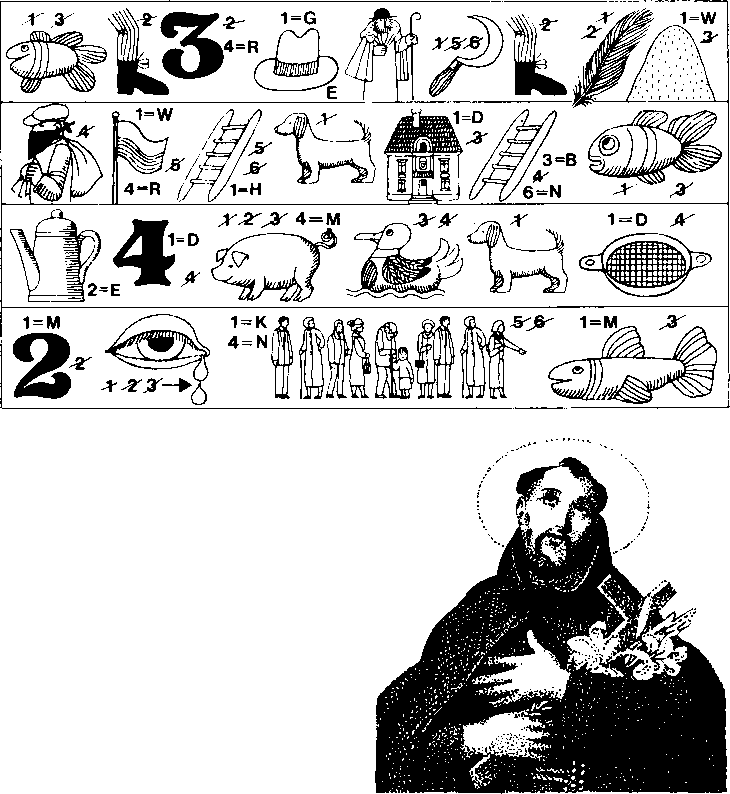 1 3
2
3 2
4=R
1=G
E
1 5 6
2
1
2
1=W
3
4
1=W
5
4=R
5
6
1=H
1
1=D
3
3=B
4
6=N
1 3
2=E
4 1=D
4
1 2 3 4=M
3 4
1
1=D 4
1=M
2 2
1 2 3
1=K
4=N
5 6
1=M 3